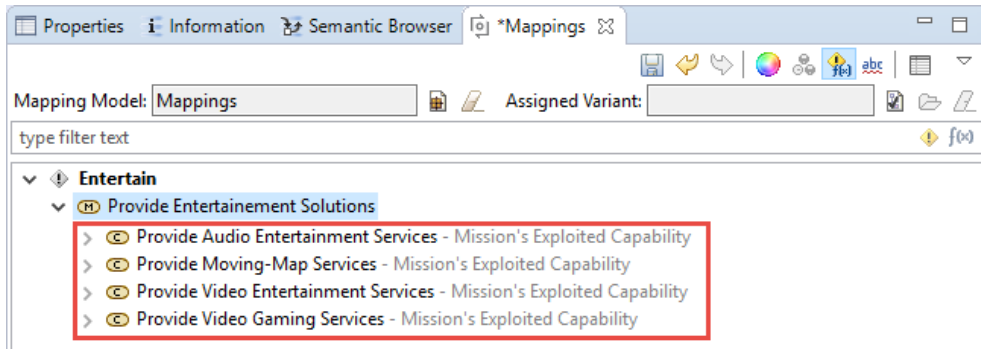 Properties i Information Semantic Browser *Mappings
abc
Mapping Model: Mappings Assigned Variant:
type filter text f(x)
Entertain
M Provide Entertainement Solutions
C Provide Audio Entertainment Services - Mission's Exploited Capability
C Provide Moving-Map Services - Mission's Exploited Capability
C Provide Video Entertainment Services - Mission's Exploited Capability
C Provide Video Gaming Services - Mission's Exploited Capability